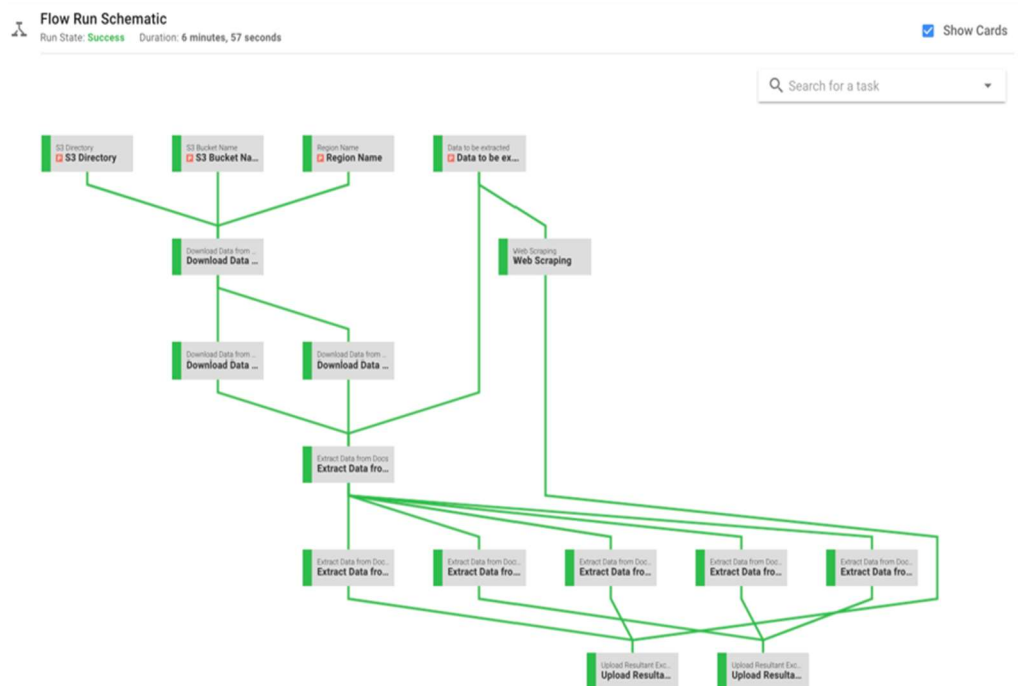 Flow Run Schematic
Run State: Success Duration: 6 minutes, 57 seconds
Show Cards
Search for a task
S3 Directory
S3 Directory
S3 Bucket Name
S3 Bucket Na...
Region Name
Region Name
Data to be extracted
Data to be ex...
Download Data from ...
Download Data ...
Web Scraping
Web Scraping
Download Data from ...
Download Data ...
Download Data from ...
Download Data ...
Extract Data from Docs
Extract Data fro...
Extract Data from Doc...
Extract Data fro...
Extract Data from Doc...
Extract Data fro...
Extract Data from Doc...
Extract Data fro...
Extract Data from Doc...
Extract Data fro...
Extract Data from Doc...
Extract Data fro...
Upload Resultant Exc...
Upload Resulta...
Upload Resultant Exc...
Upload Resulta...